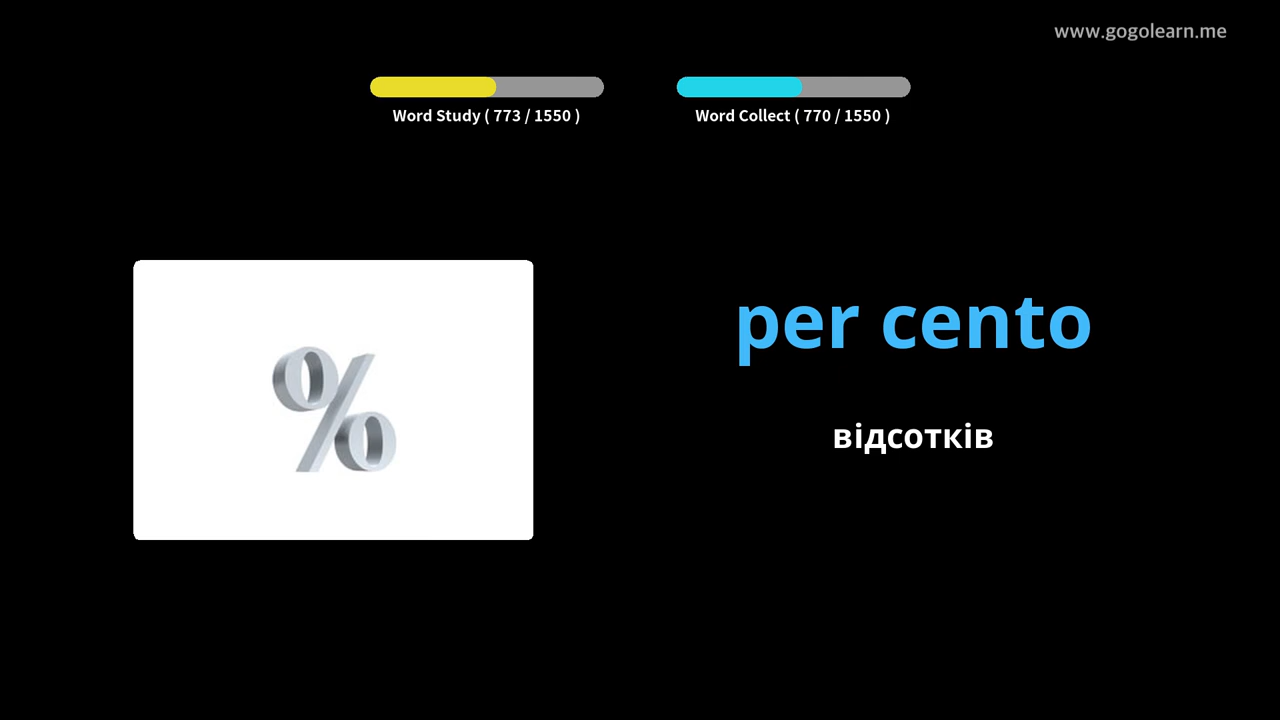 www.gogolearn.me
Word Study ( 773 / 1550 )
Word Collect ( 770 / 1550 )
%
per cento
відсотків